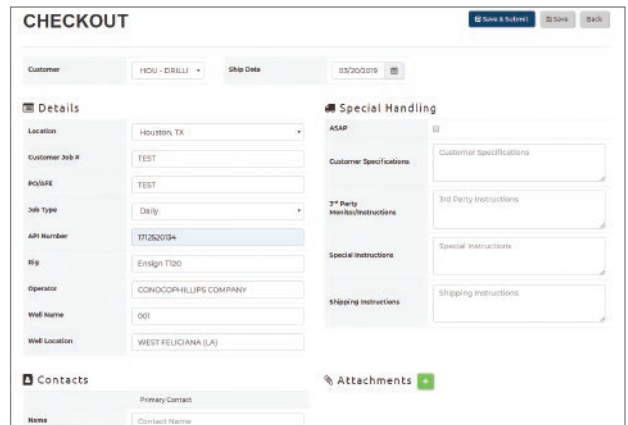 CHECKOUT
Save & Submit
Save
Back
Customer
HOU - DRILLI
Ship Date
03/20/2019
Details
Location
Houston, TX
Customer Job #
TEST
PO/AFE
TEST
Job Type
Daily
API Number
1712520134
Rig
Ensign T120
Operator
CONOCOPHILLIPS COMPANY
Well Name
001
Well Location
WEST FELICIANA (LA)
Contacts
Primary Contact
Name
Contact Name
Special Handling
ASAP
Customer Specifications
Customer Specifications
3rd Party
Monitor/Instructions
3rd Party Instructions
Special Instructions
Special Instructions
Shipping Instructions
Shipping Instructions
Attachments
+